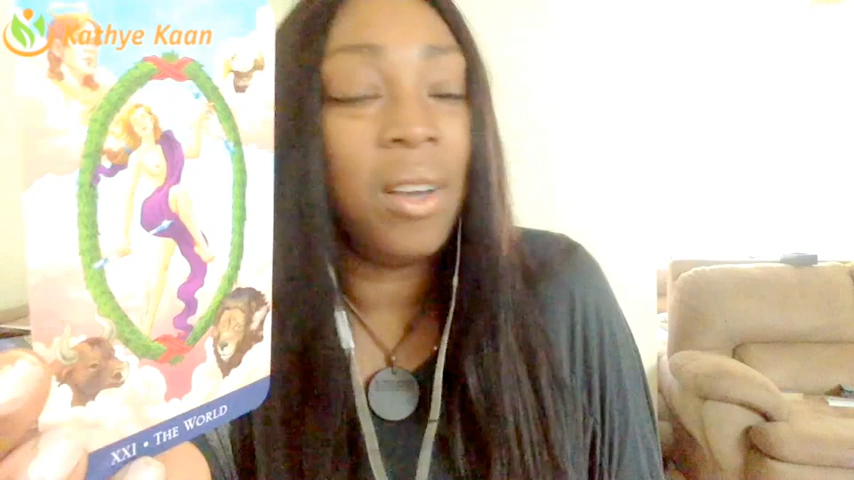 Kathye Kaan
XXI • THE WORLD